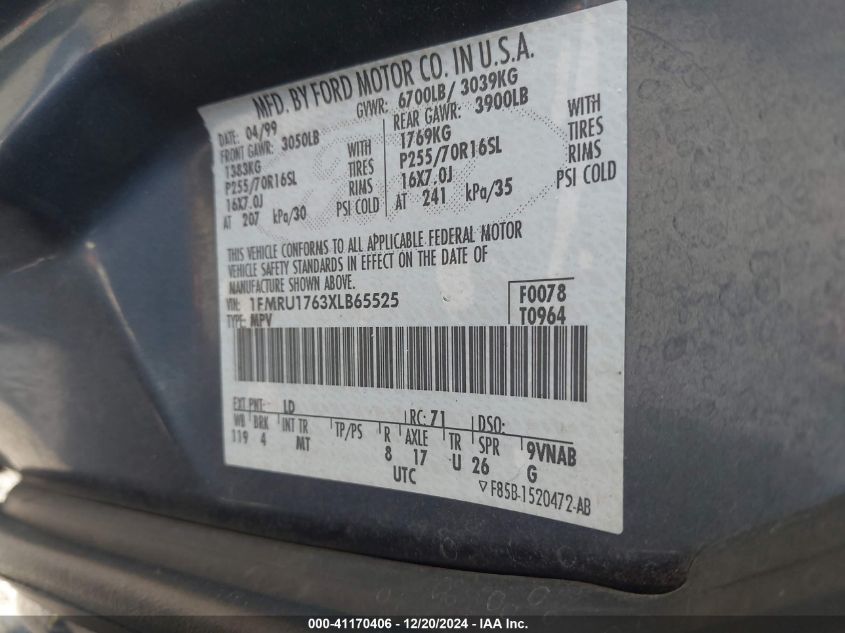 MFD. BY FORD MOTOR CO. IN U.S.A.
DATE: 04/99 GVWR: 6700LB/ 3039KG
FRONT GAWR: 3050LB REAR GAWR: 3900LB
1383KG WITH 1769KG WITH
P255/70R16SL TIRES P255/70R16SL TIRES
16X7.0J RIMS 16X7.0J RIMS
AT 207 kPa/30 PSI COLD AT 241 kPa/35 PSI COLD
THIS VEHICLE CONFORMS TO ALL APPLICABLE FEDERAL MOTOR
VEHICLE SAFETY STANDARDS IN EFFECT ON THE DATE OF
MANUFACTURE SHOWN ABOVE.
VIN: 1FMRU1763XLB65525 F0078
TYPE: MPV T0964
EXT PNT: LD RC: 71 DSO:
WB BRK INT TR TP/PS R AXLE TR SPR 9VNAB
119 4 MT 8 17 U 26 G
UTC ▽F85B-1520472-AB
000-41170406 - 12/20/2024 - IAA Inc.